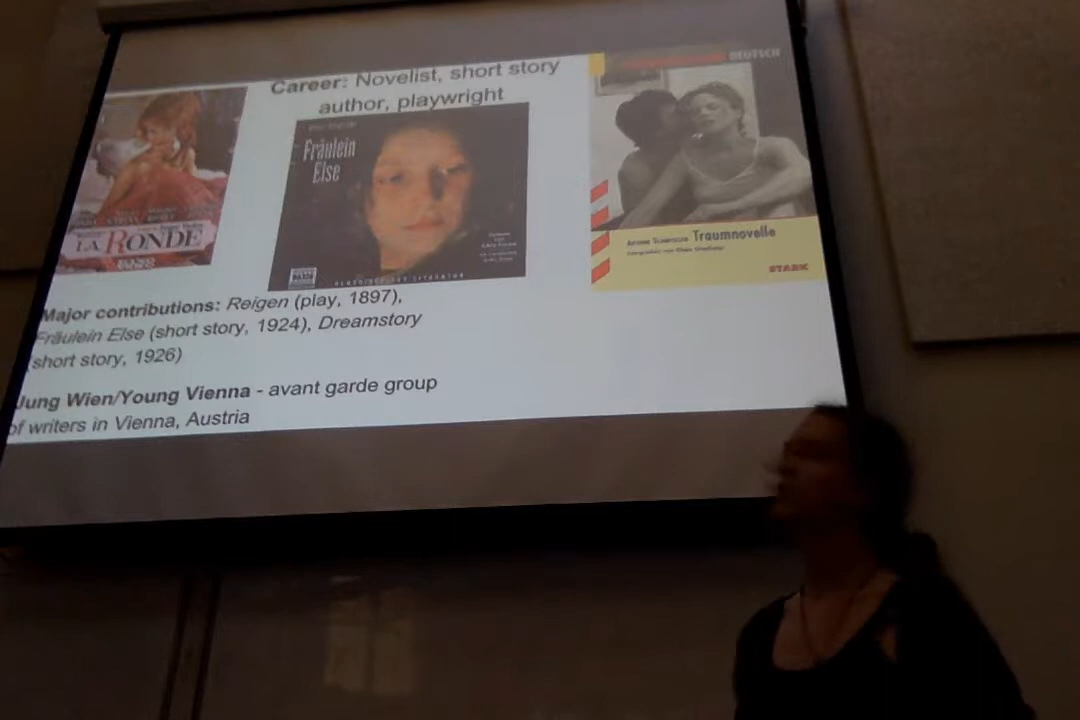 Career: Novelist, short story
author, playwright
LA RONDE
Fräulein
Else
DEUTSCH
Traumnovelle
STARK
Major contributions: Reigen (play, 1897),
Fräulein Else (short story, 1924), Dreamstory
(short story, 1926)
Jung Wien/Young Vienna - avant garde group
of writers in Vienna, Austria